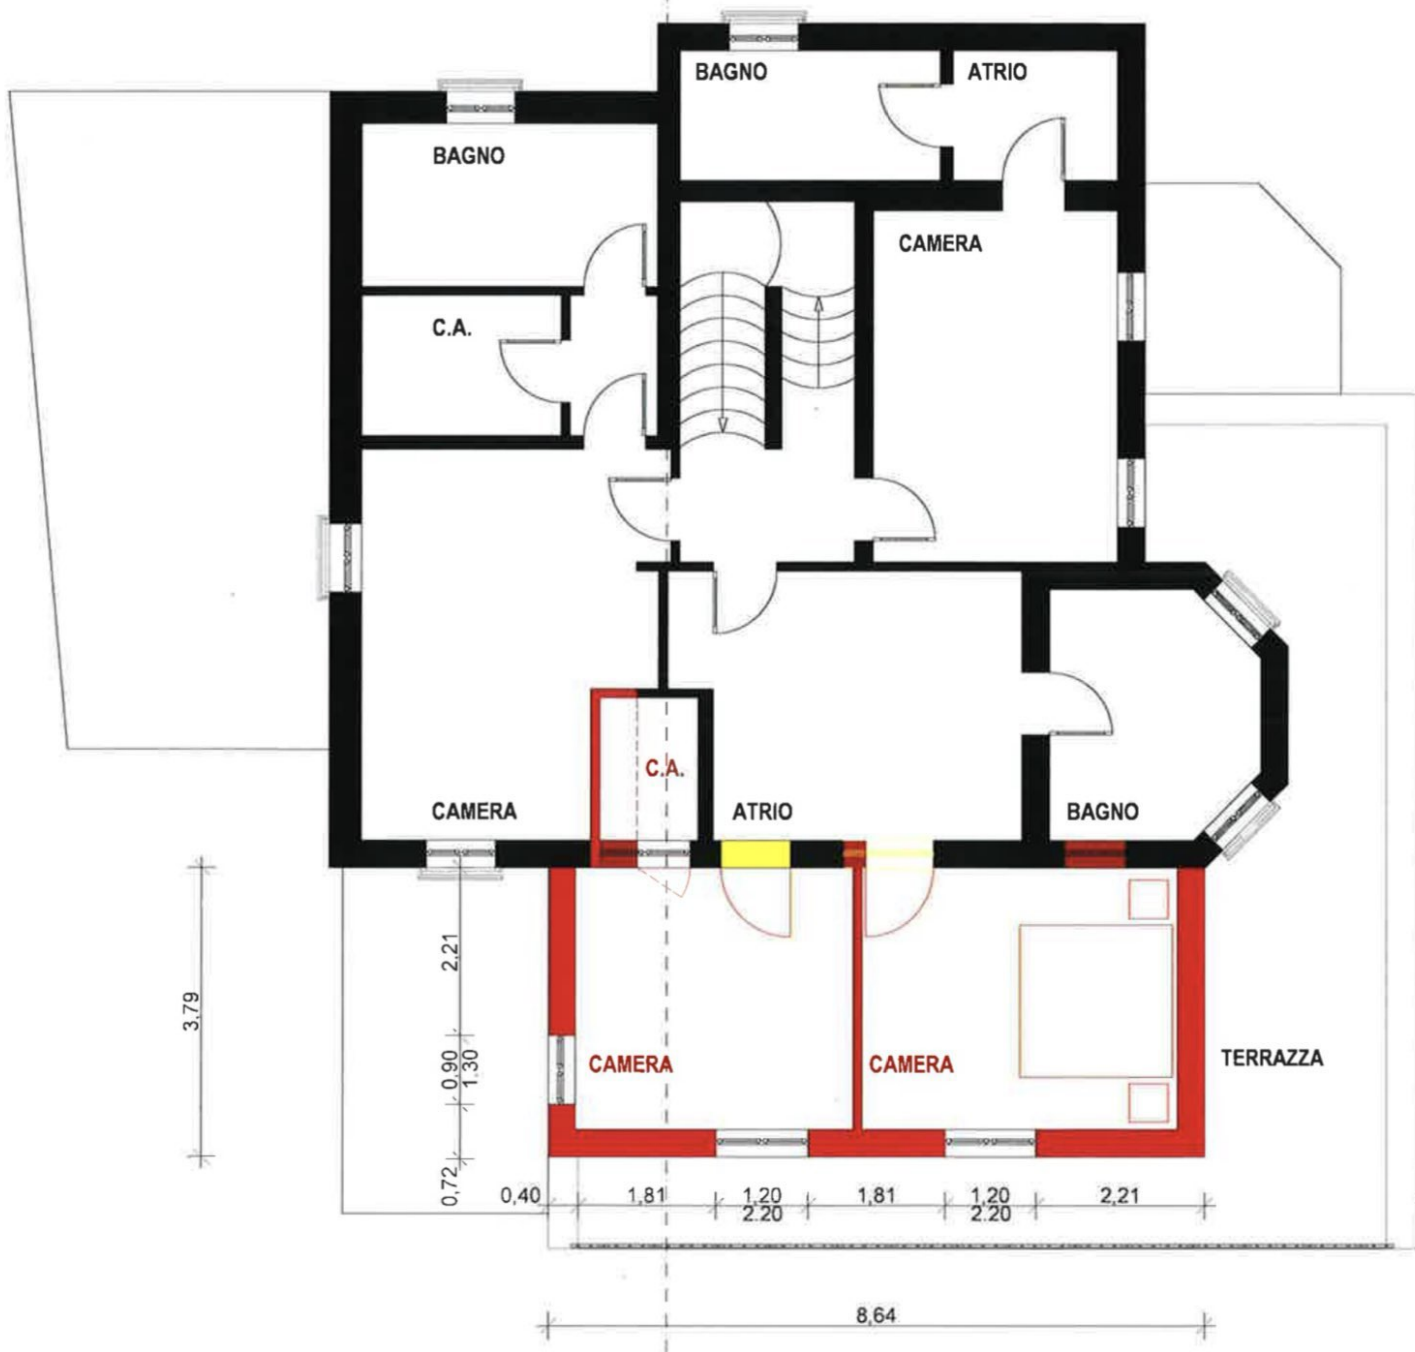 BAGNO
ATRIO
BAGNO
CAMERA
C.A.
C.A.
CAMERA
ATRIO
BAGNO
3,79
2,21
0,90
1.30
0,72
CAMERA
CAMERA
TERRAZZA
0,40
1,81
1,20
2.20
1,81
1,20
2.20
2,21
8,64